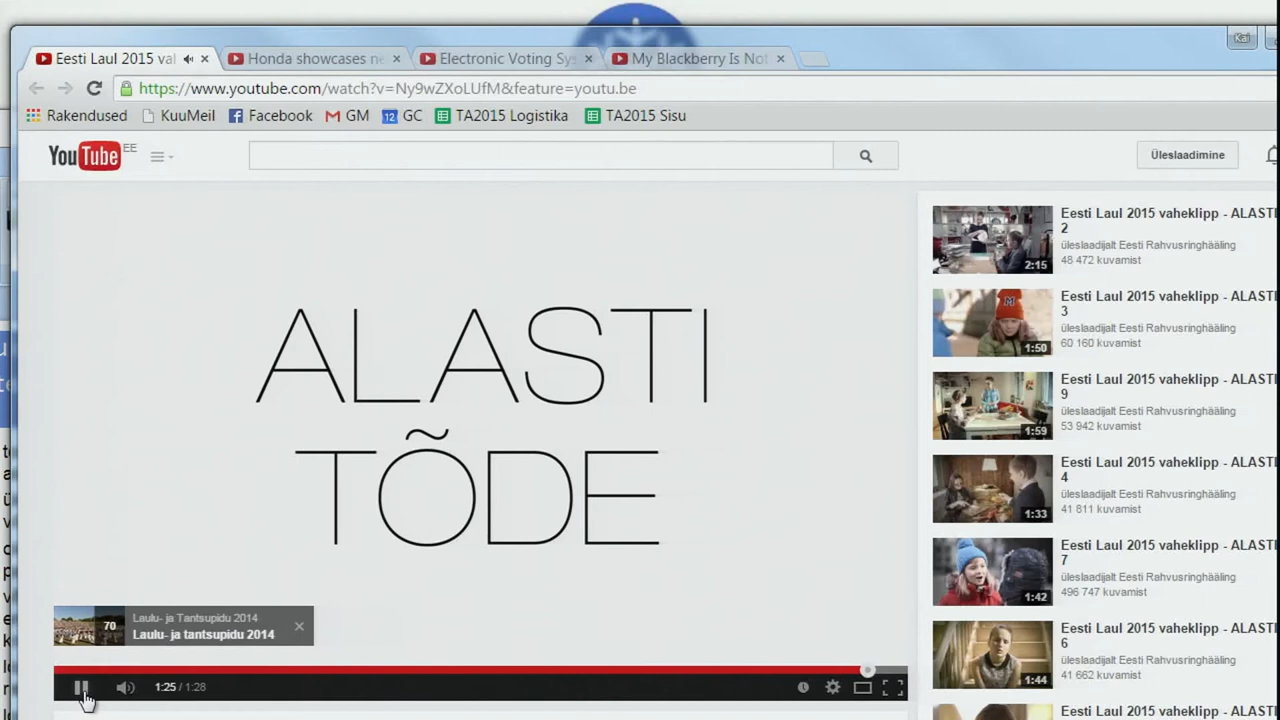 Eesti Laul 2015 val
Honda showcases ne
Electronic Voting Sy
My Blackberry Is Not
https://www.youtube.com/watch?v=Ny9wZXoLUfM&feature=youtu.be
Rakendused
KuuMeil
Facebook
GM
12 GC
TA2015 Logistika
TA2015 Sisu
YouTube EE
Üleslaadimine
ALASTI
TÕDE
70
Laulu- ja Tantsupidu 2014
Laulu- ja tantsupidu 2014
1:25 / 1:28
Eesti Laul 2015 vaheklipp - ALASTI
2
üleslaadijalt Eesti Rahvusringhääling
48 472 kuvamist
2:15
Eesti Laul 2015 vaheklipp - ALASTI
3
üleslaadijalt Eesti Rahvusringhääling
60 160 kuvamist
M
1:50
Eesti Laul 2015 vaheklipp - ALASTI
9
üleslaadijalt Eesti Rahvusringhääling
53 942 kuvamist
1:59
Eesti Laul 2015 vaheklipp - ALASTI
4
üleslaadijalt Eesti Rahvusringhääling
41 811 kuvamist
1:33
Eesti Laul 2015 vaheklipp - ALASTI
7
üleslaadijalt Eesti Rahvusringhääling
496 747 kuvamist
1:42
Eesti Laul 2015 vaheklipp - ALASTI
6
üleslaadijalt Eesti Rahvusringhääling
41 662 kuvamist
1:44
Eesti Laul 2015 vaheklipp - ALASTI